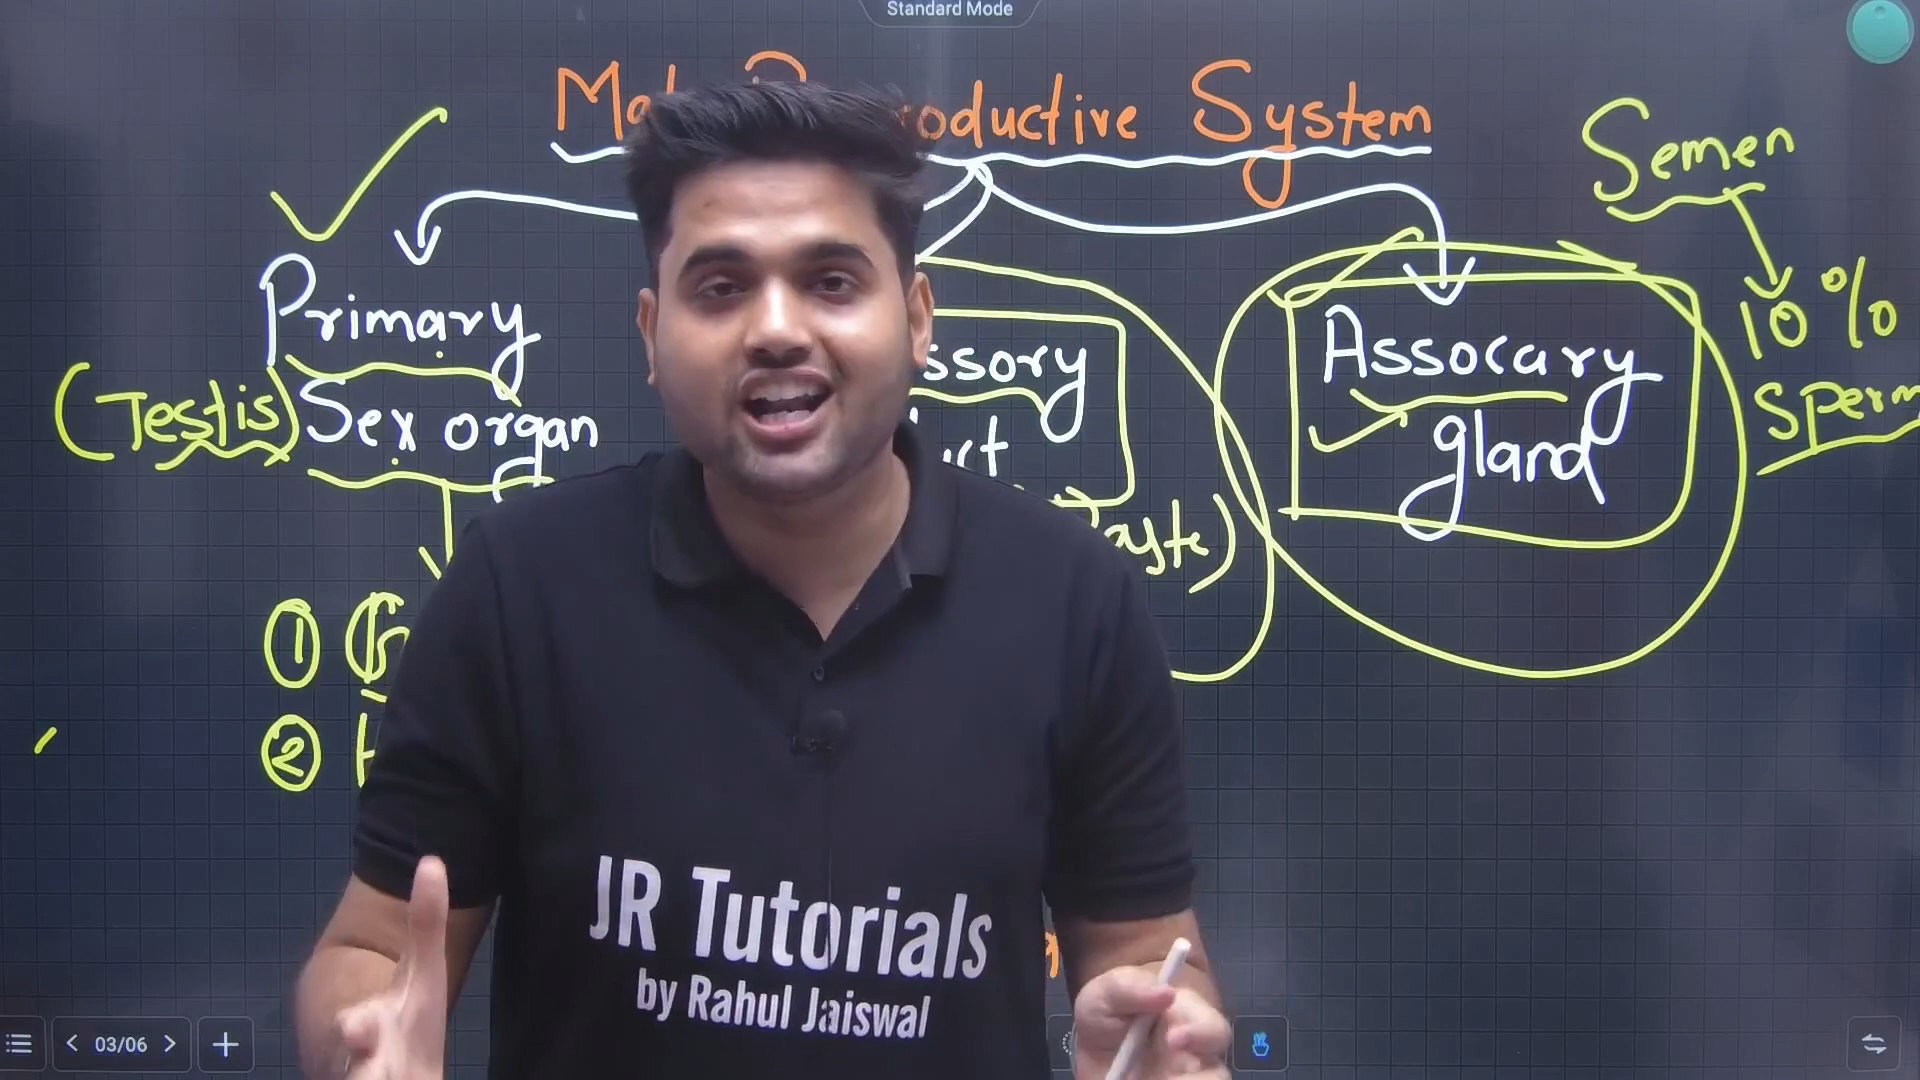 Standard Mode
Reproductive System
Semen
10%
Sperm
Primary
Sex organ
(Testis)
ssory
Assocary
gland
1
2
JR Tutorials
by Rahul Jaiswal
03/06